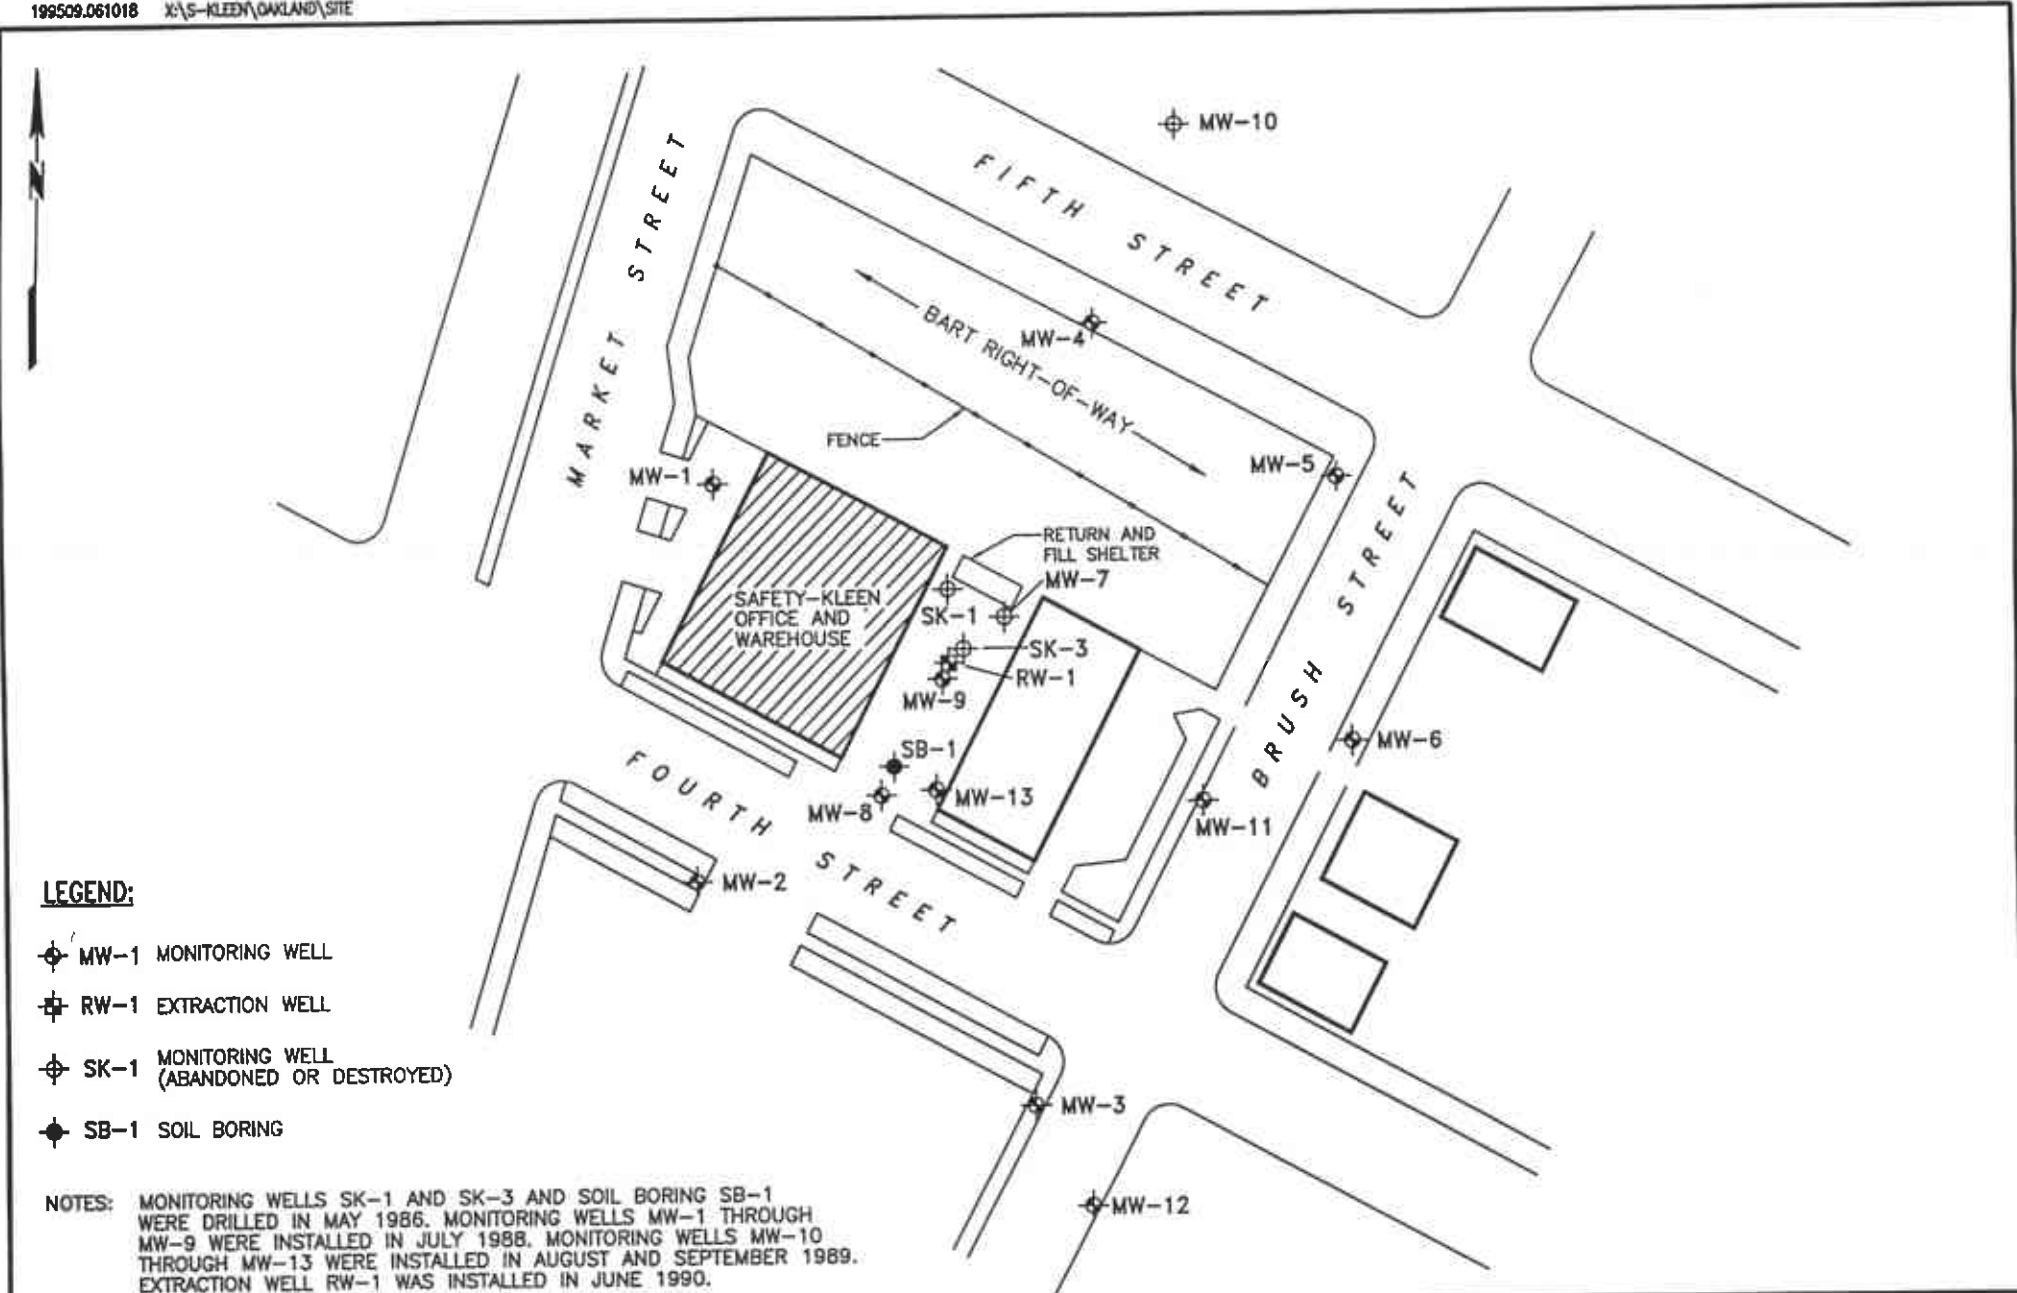 199509.061018 X:\S-KLEEN\OAKLAND\SITE
N
MW-10
FIFTH STREET
MARKET STREET
MW-4
BART RIGHT-OF-WAY
FENCE
MW-5
MW-1
RETURN AND
FILL SHELTER
MW-7
SAFETY-KLEEN
OFFICE AND
WAREHOUSE
SK-1
SK-3
RW-1
MW-9
BRUSH STREET
MW-6
SB-1
MW-13
MW-8
MW-11
FOURTH STREET
MW-2
MW-3
MW-12
LEGEND:
MW-1 MONITORING WELL
RW-1 EXTRACTION WELL
SK-1 MONITORING WELL
(ABANDONED OR DESTROYED)
SB-1 SOIL BORING
NOTES: MONITORING WELLS SK-1 AND SK-3 AND SOIL BORING SB-1
WERE DRILLED IN MAY 1986. MONITORING WELLS MW-1 THROUGH
MW-9 WERE INSTALLED IN JULY 1988. MONITORING WELLS MW-10
THROUGH MW-13 WERE INSTALLED IN AUGUST AND SEPTEMBER 1989.
EXTRACTION WELL RW-1 WAS INSTALLED IN JUNE 1990.